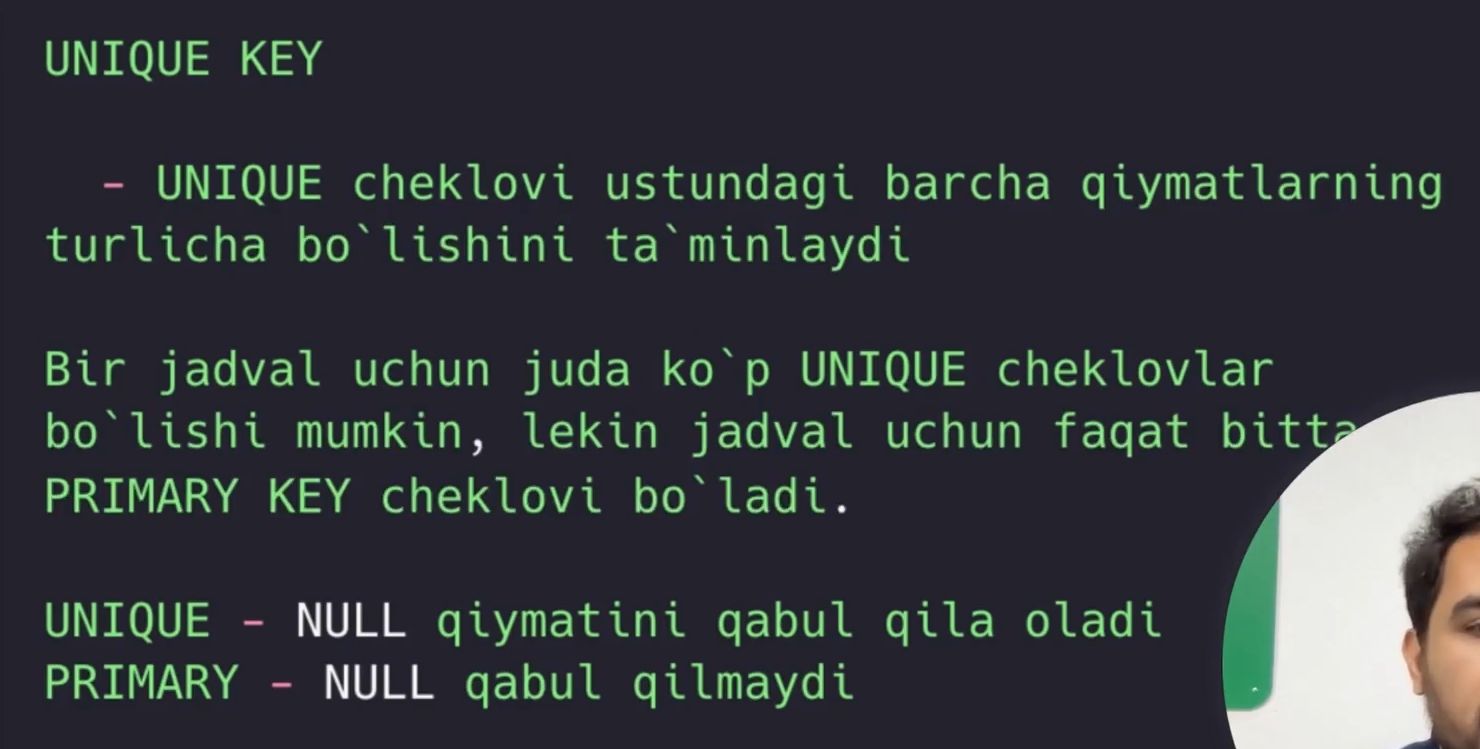 UNIQUE KEY
- UNIQUE cheklovi ustundagi barcha qiymatlarning
turlicha bo`lishini ta`minlaydi
Bir jadval uchun juda ko`p UNIQUE cheklovlar
bo`lishi mumkin, lekin jadval uchun faqat bitta
PRIMARY KEY cheklovi bo`ladi.
UNIQUE - NULL qiymatini qabul qila oladi
PRIMARY - NULL qabul qilmaydi